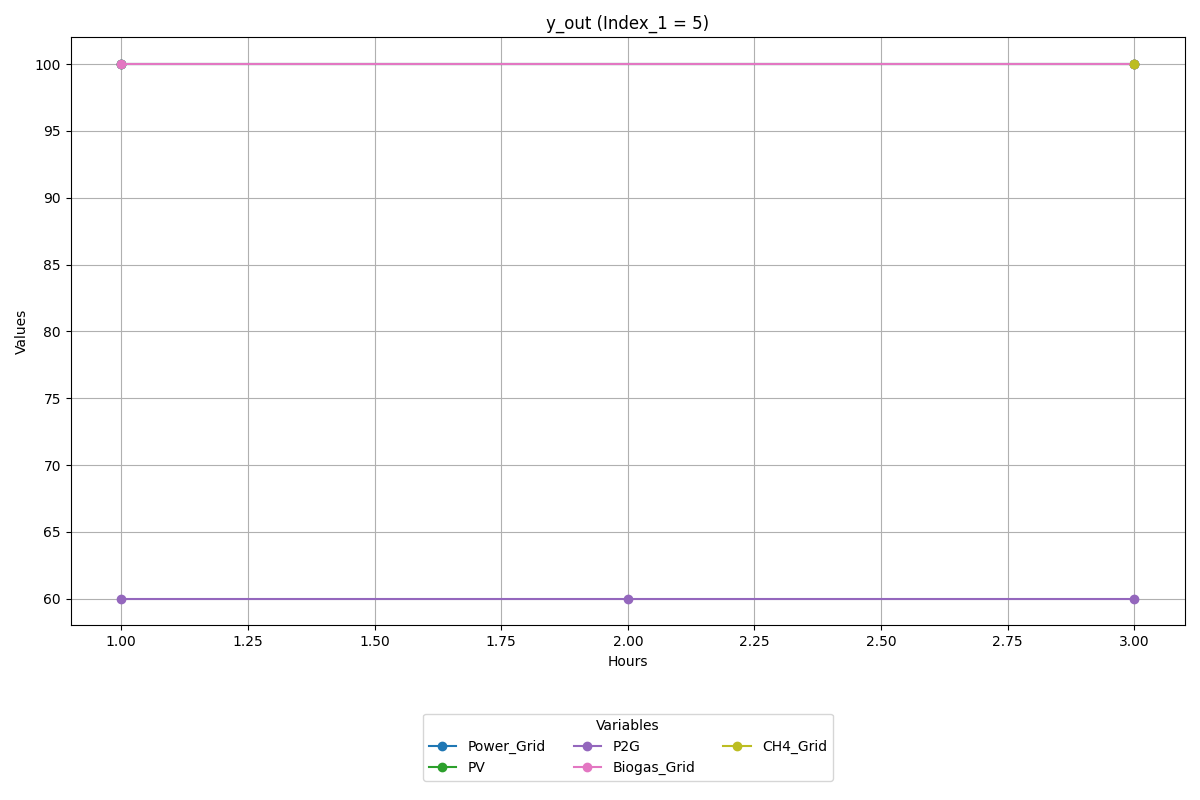 y_out (Index_1 = 5)
100
95
90
85
80
75
70
65
60
Values
1.00 1.25 1.50 1.75 2.00 2.25 2.50 2.75 3.00
Hours
Variables
Power_Grid P2G CH4_Grid
PV Biogas_Grid